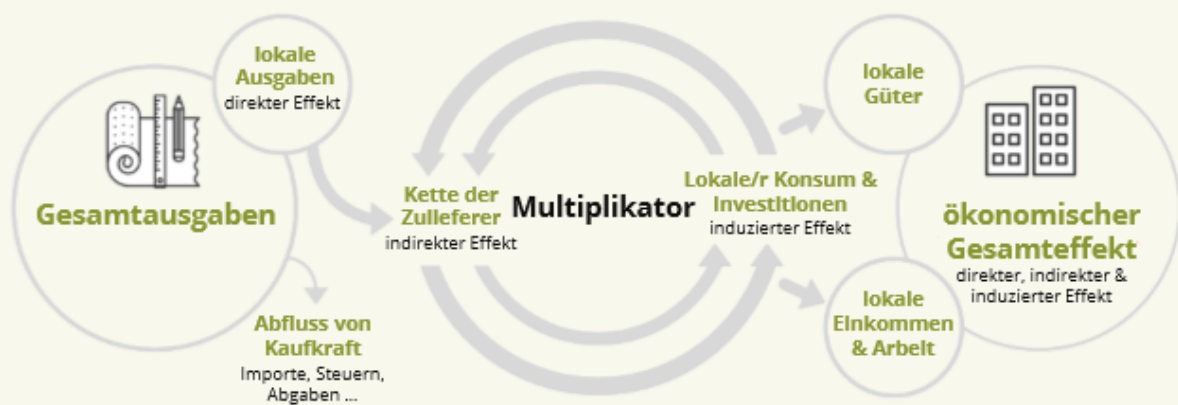 lokale
Ausgaben
direkter Effekt
Gesamtausgaben
Abfluss von
Kaufkraft
Importe, Steuern,
Abgaben ...
Kette der
Zulleferer
indirekter Effekt
Multiplikator
Lokale/r Konsum &
Investitionen
induzierter Effekt
lokale
Güter
ökonomischer
Gesamteffekt
direkter, indirekter &
induzierter Effekt
lokale
Einkommen
& Arbeit